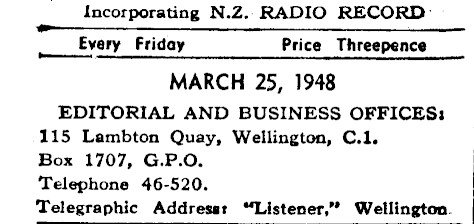 Incorporating N.Z. RADIO RECORD
Every Friday Price Threepence
MARCH 25, 1948
EDITORIAL AND BUSINESS OFFICES:
115 Lambton Quay, Wellington, C.1.
Box 1707, G.P.O.
Telephone 46-520.
Telegraphic Address: "Listener," Wellington